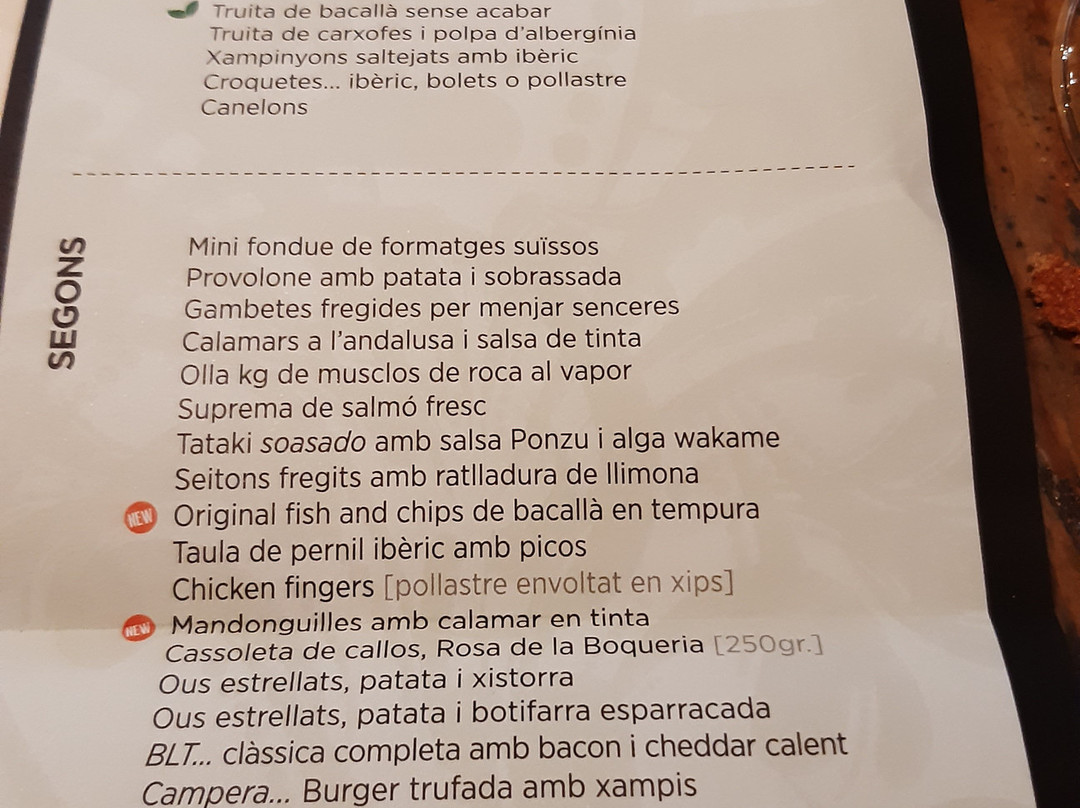 Truita de bacallà sense acabar
Truita de carxofes i polpa d'albergínia
Xampinyons saltejats amb ibèric
Croquetes... ibèric, bolets o pollastre
Canelons
SEGONS
Mini fondue de formatges suïssos
Provolone amb patata i sobrassada
Gambetes fregides per menjar senceres
Calamars a l'andalusa i salsa de tinta
Olla kg de musclos de roca al vapor
Suprema de salmó fresc
Tataki soasado amb salsa Ponzu i alga wakame
Seitons fregits amb ratlladura de llimona
NEW Original fish and chips de bacallà en tempura
Taula de pernil ibèric amb picos
Chicken fingers [pollastre envoltat en xips]
NEW Mandonguilles amb calamar en tinta
Cassoleta de callos, Rosa de la Boqueria [250gr.]
Ous estrellats, patata i xistorra
Ous estrellats, patata i botifarra esparracada
BLT... clàssica completa amb bacon i cheddar calent
Campera... Burger trufada amb xampis